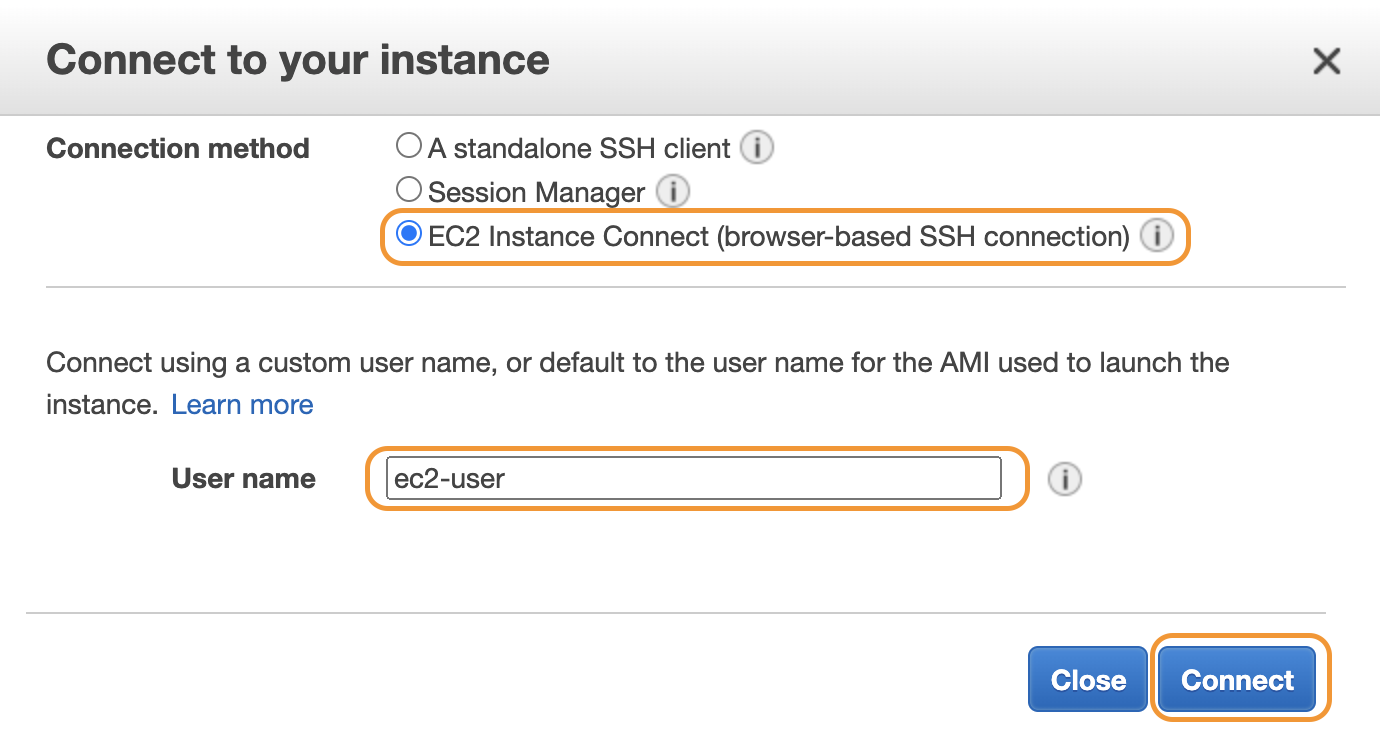 Connect to your instance
Connection method
A standalone SSH client
Session Manager
EC2 Instance Connect (browser-based SSH connection)
Connect using a custom user name, or default to the user name for the AMI used to launch the
instance. Learn more
User name
ec2-user
Close
Connect